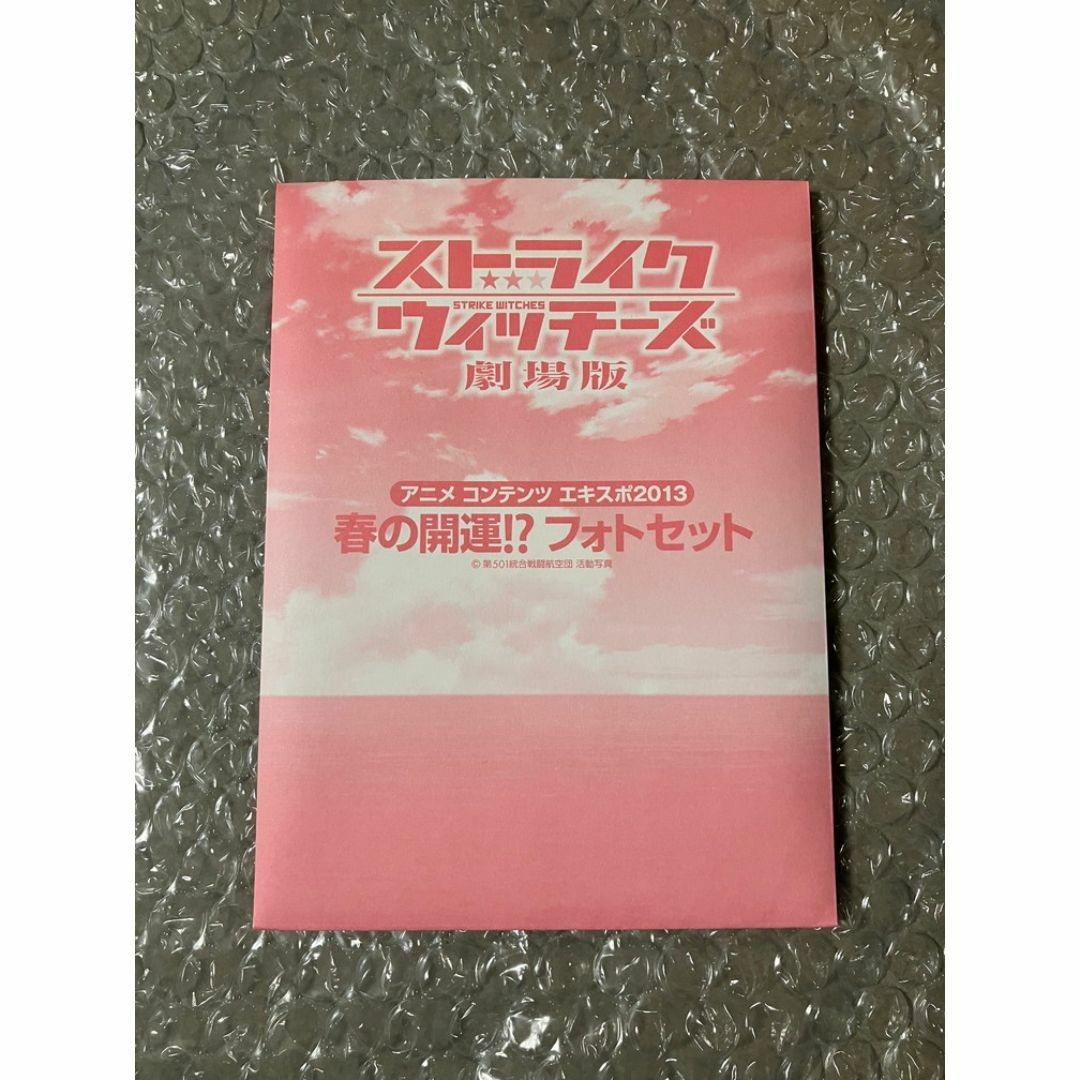 ストライク
STRIKE WITCHES
ウィッチーズ
劇場版
アニメ コンテンツ エキスポ2013
春の開運!? フォトセット
© 第501統合戦闘航空団 活動写真